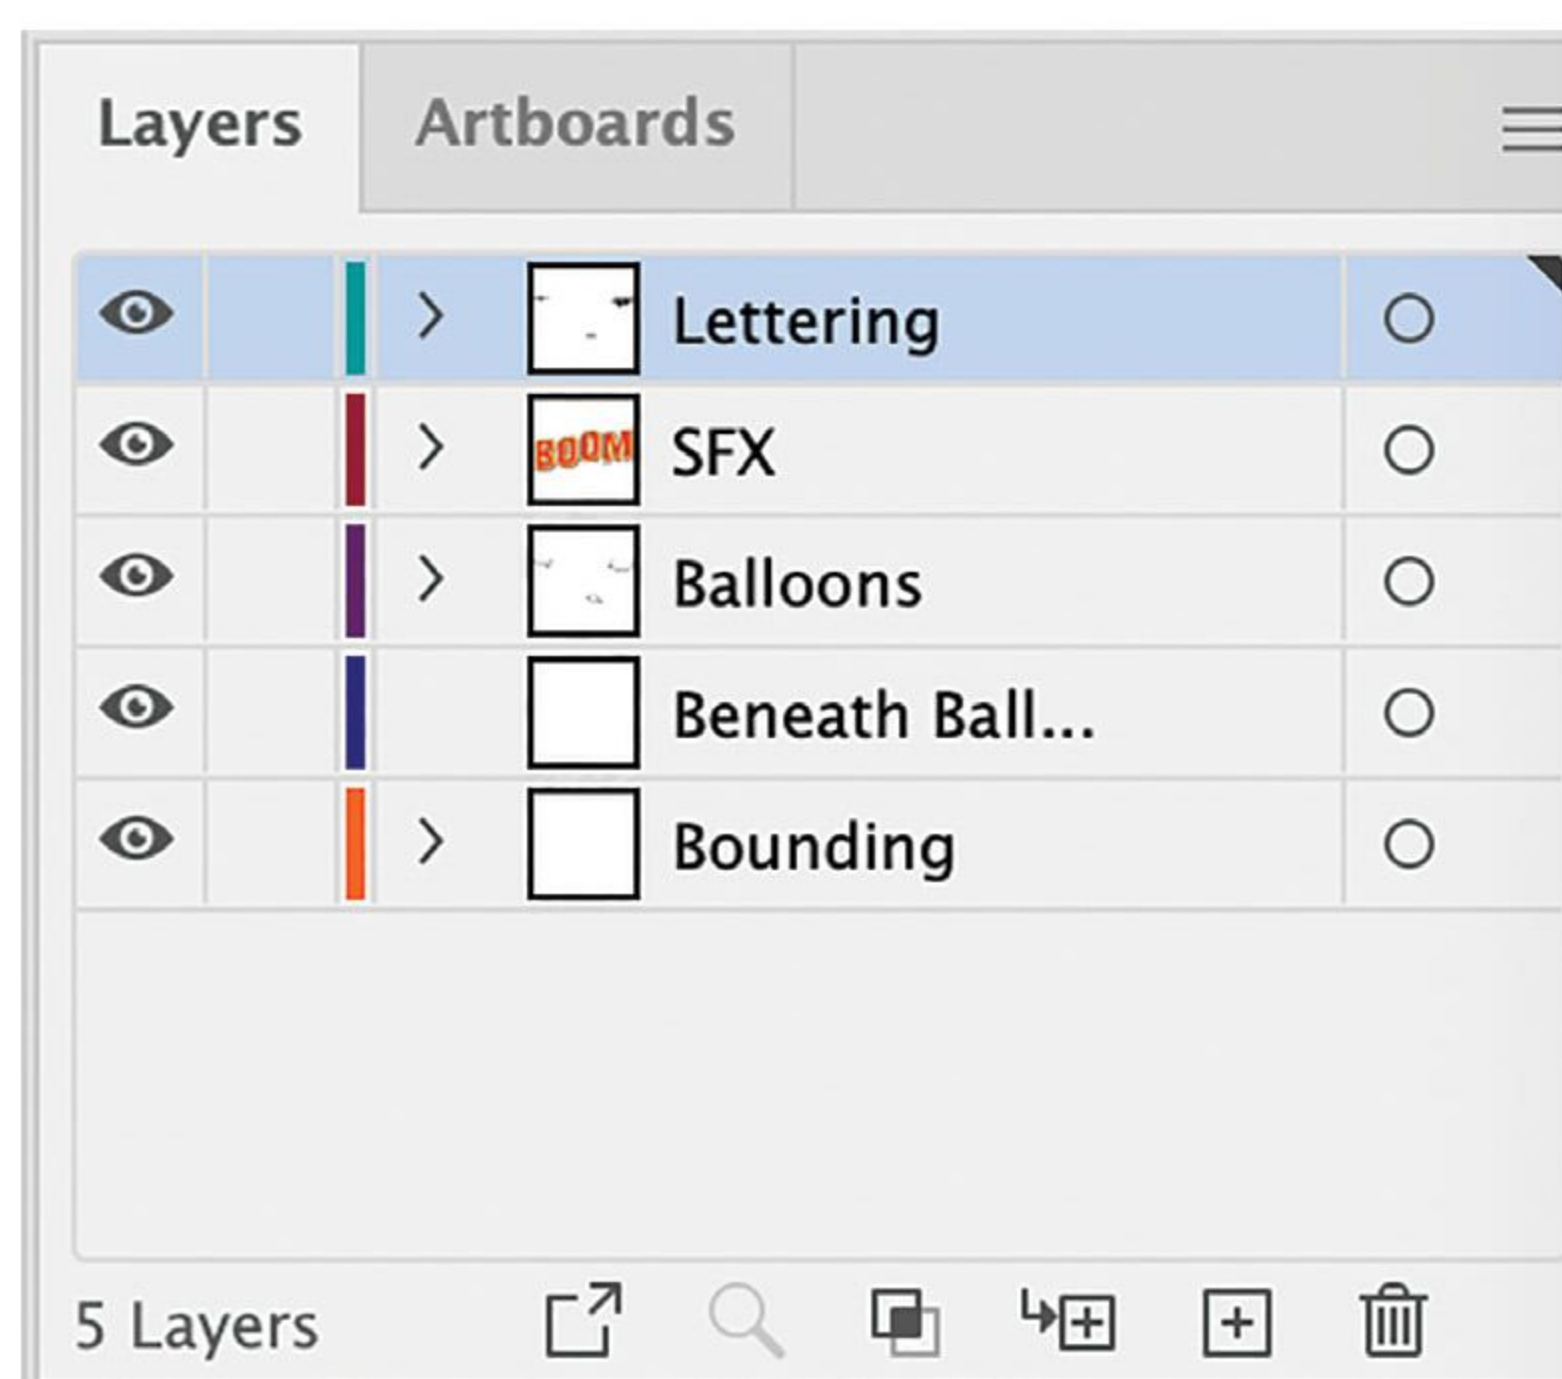 Layers Artboards
Lettering
BOOM SFX
Balloons
Beneath Ball...
Bounding
5 Layers